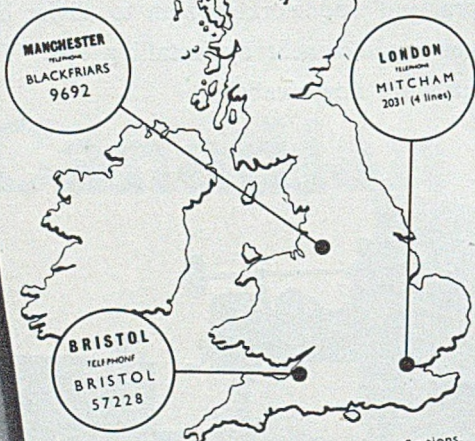 MANCHESTER
TELEPHONE
BLACKFRIARS
9692
LONDON
TELEPHONE
MITCHAM
2031 (4 lines)
BRISTOL
TELEPHONE
BRISTOL
57228